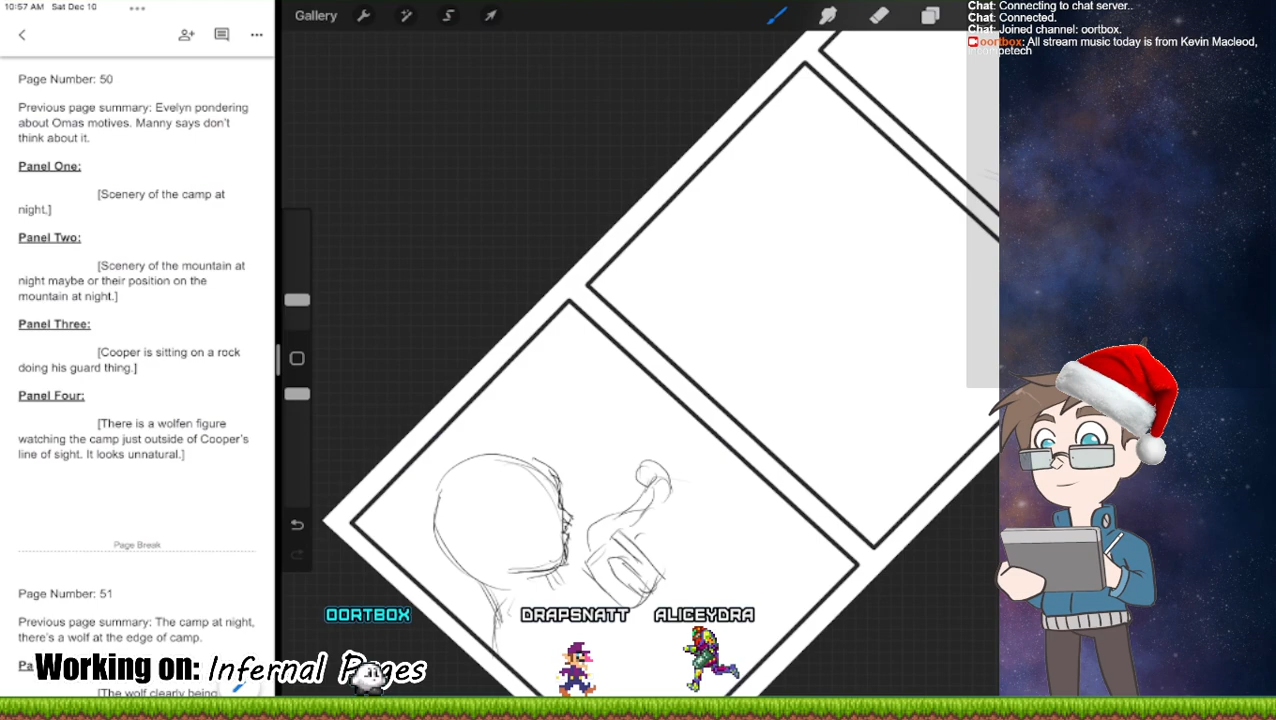 10:57 AM Sat Dec 10
Gallery
Page Number: 50
Previous page summary: Evelyn pondering
about Omas motives. Manny says don't
think about it.
Panel One:
[Scenery of the camp at
night.]
Panel Two:
[Scenery of the mountain at
night maybe or their position on the
mountain at night.]
Panel Three:
[Cooper is sitting on a rock
doing his guard thing.]
Panel Four:
[There is a wolfen figure
watching the camp just outside of Cooper's
line of sight. It looks unnatural.]
Page Break
Page Number: 51
Previous page summary: The camp at night,
there's a wolf at the edge of camp.
[The wolf clearly being
Working on: Infernal Pages
OORTBOX
DRAPSNATT
ALICEYDRA
Chat: Connecting to chat server..
Chat: Connected.
Chat: Joined channel: oortbox.
oortbox: All stream music today is from Kevin Macleod,